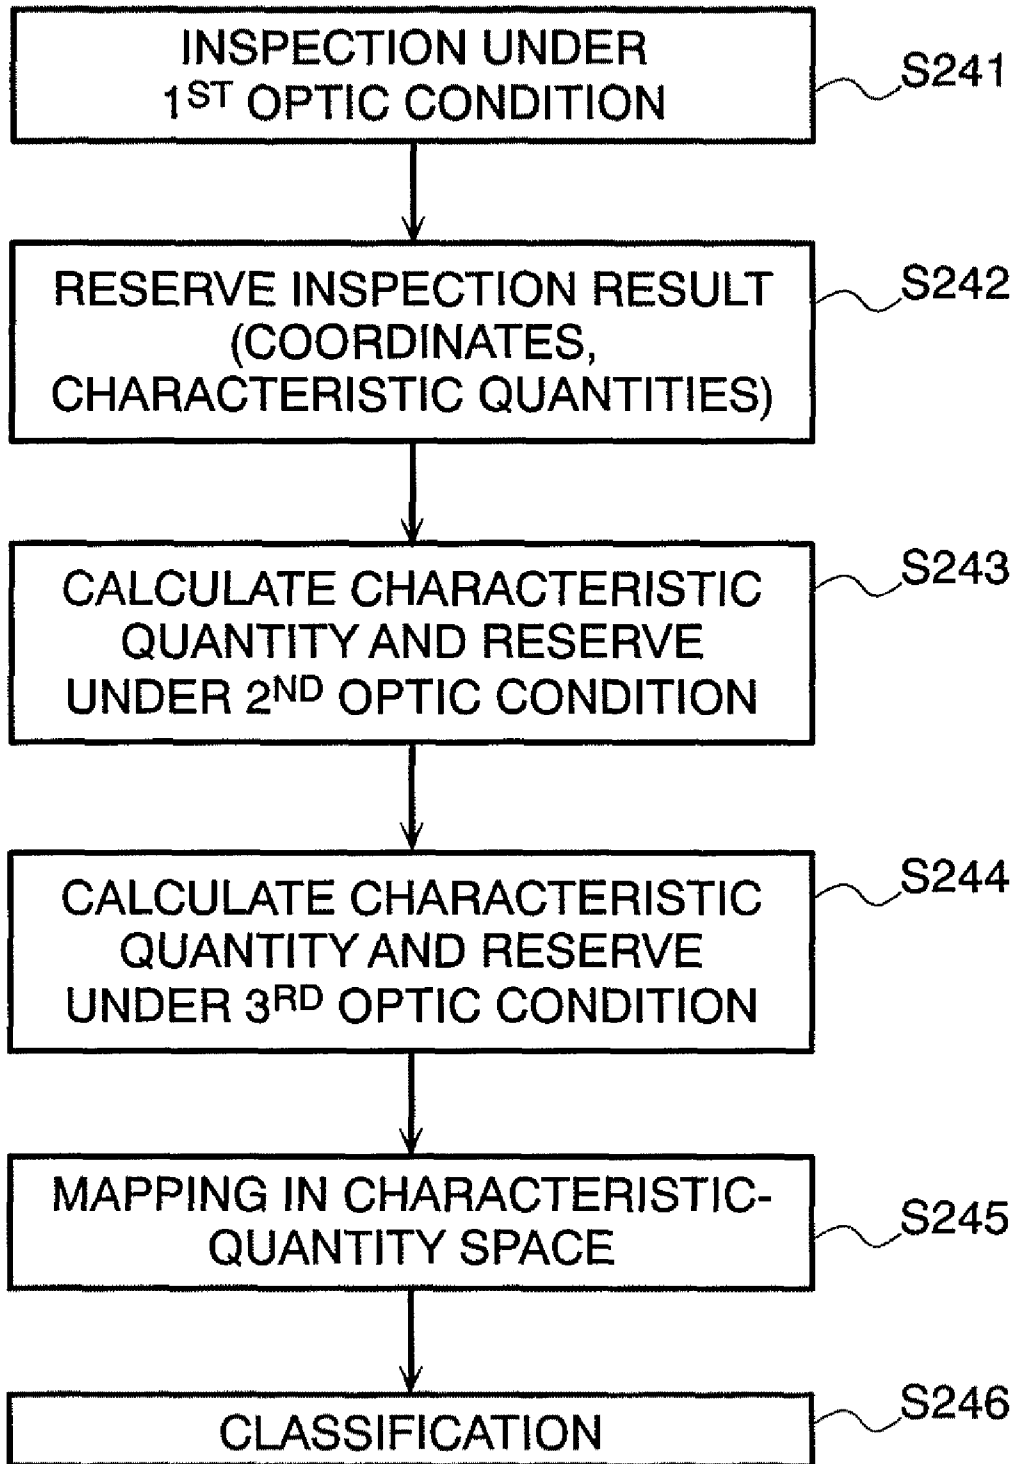 INSPECTION UNDER
1ST OPTIC CONDITION
S241
RESERVE INSPECTION RESULT
(COORDINATES,
CHARACTERISTIC QUANTITIES)
S242
CALCULATE CHARACTERISTIC
QUANTITY AND RESERVE
UNDER 2ND OPTIC CONDITION
S243
CALCULATE CHARACTERISTIC
QUANTITY AND RESERVE
UNDER 3RD OPTIC CONDITION
S244
MAPPING IN CHARACTERISTIC-
QUANTITY SPACE
S245
CLASSIFICATION
S246